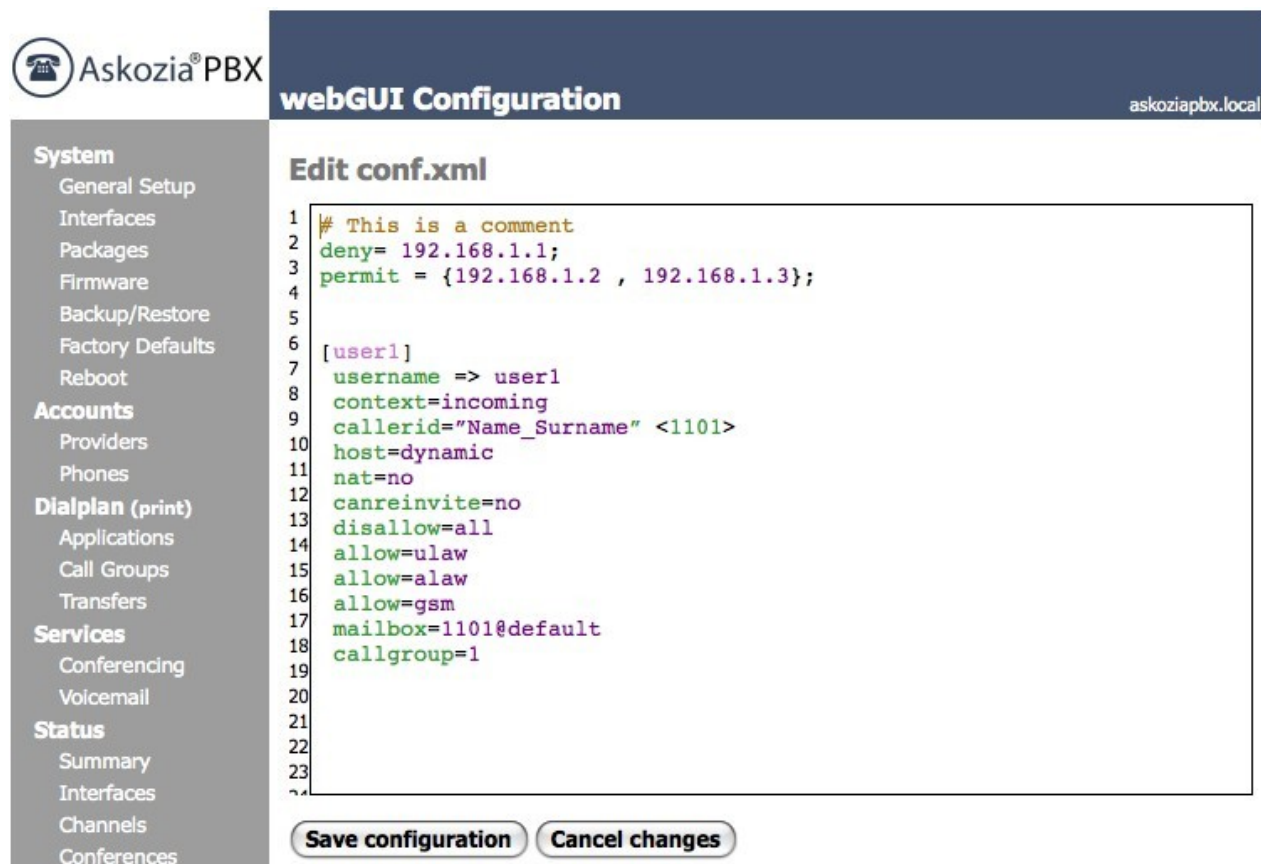 Askozia®PBX
webGUI Configuration
askoziapbx.local
System
General Setup
Interfaces
Packages
Firmware
Backup/Restore
Factory Defaults
Reboot
Accounts
Providers
Phones
Dialplan (print)
Applications
Call Groups
Transfers
Services
Conferencing
Voicemail
Status
Summary
Interfaces
Channels
Conferences
Edit conf.xml
1 # This is a comment
2 deny= 192.168.1.1;
3 permit = {192.168.1.2 , 192.168.1.3};
4
5
6 [user1]
7 username => user1
8 context=incoming
9 callerid="Name_Surname" <1101>
10 host=dynamic
11 nat=no
12 canreinvite=no
13 disallow=all
14 allow=ulaw
15 allow=alaw
16 allow=gsm
17 mailbox=1101@default
18 callgroup=1
19
20
21
22
23
Save configuration Cancel changes